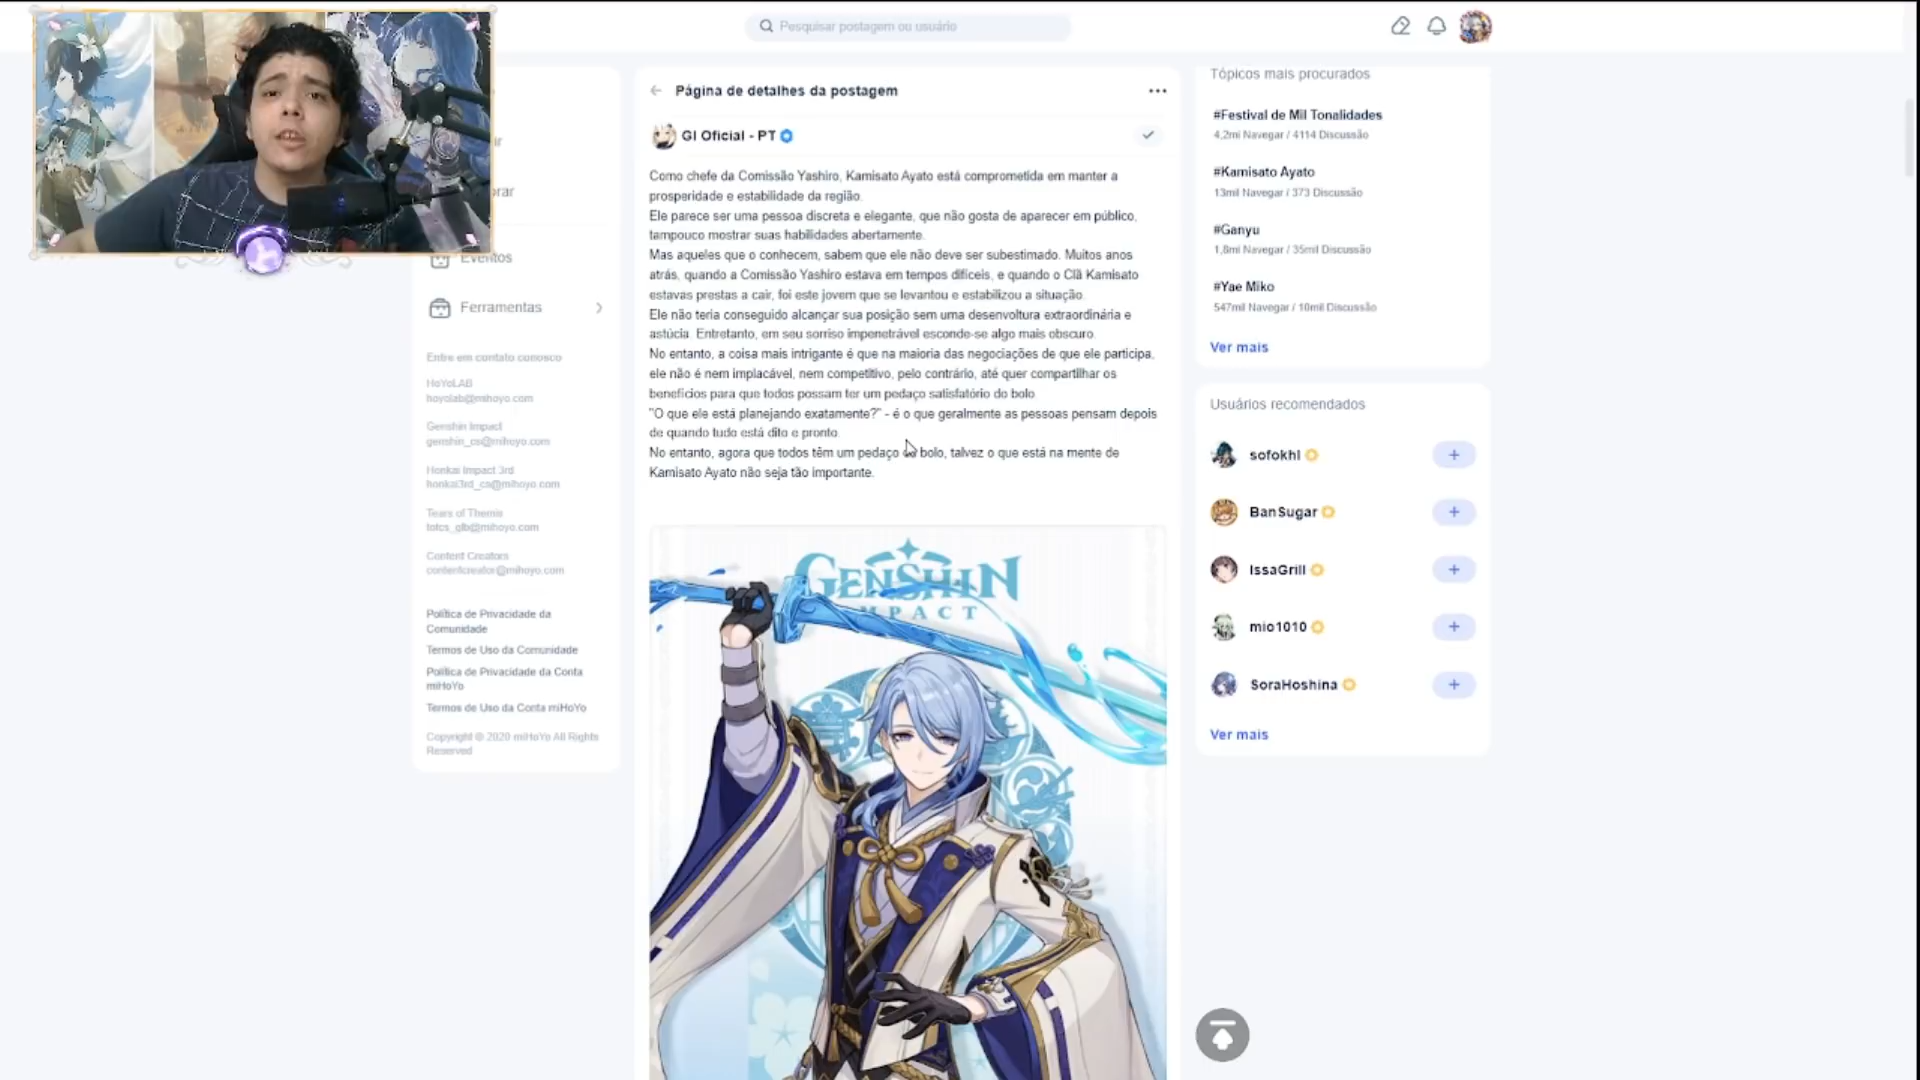 Pesquisar postagem ou usuário
Eventos
Ferramentas
Entre em contato conosco
HoYoLAB
hoyolab@mihoyo.com
Genshin Impact
genshin_cs@mihoyo.com
Honkai Impact 3rd
honkai3rd_cs@mihoyo.com
Tears of Themis
totcs_glb@mihoyo.com
Content Creators
contentcreator@mihoyo.com
Política de Privacidade da
Comunidade
Termos de Uso da Comunidade
Política de Privacidade da Conta
miHoYo
Termos de Uso da Conta miHoYo
Copyright © 2020 miHoYo All Rights
Reserved
Página de detalhes da postagem
GI Oficial - PT
Como chefe da Comissão Yashiro, Kamisato Ayato está comprometida em manter a
prosperidade e estabilidade da região.
Ele parece ser uma pessoa discreta e elegante, que não gosta de aparecer em público,
tampouco mostrar suas habilidades abertamente.
Mas aqueles que o conhecem, sabem que ele não deve ser subestimado. Muitos anos
atrás, quando a Comissão Yashiro estava em tempos difíceis, e quando o Clã Kamisato
estavas prestas a cair, foi este jovem que se levantou e estabilizou a situação.
Ele não teria conseguido alcançar sua posição sem uma desenvoltura extraordinária e
astúcia. Entretanto, em seu sorriso impenetrável esconde-se algo mais obscuro.
No entanto, a coisa mais intrigante é que na maioria das negociações de que ele participa,
ele não é nem implacável, nem competitivo, pelo contrário, até quer compartilhar os
benefícios para que todos possam ter um pedaço satisfatório do bolo.
"O que ele está planejando exatamente?" - é o que geralmente as pessoas pensam depois
de quando tudo está dito e pronto.
No entanto, agora que todos têm um pedaço do bolo, talvez o que está na mente de
Kamisato Ayato não seja tão importante.
GENSHIN
IMPACT
Tópicos mais procurados
#Festival de Mil Tonalidades
4,2mi Navegar / 4114 Discussão
#Kamisato Ayato
13mil Navegar / 373 Discussão
#Ganyu
1,8mi Navegar / 35mil Discussão
#Yae Miko
547mil Navegar / 10mil Discussão
Ver mais
Usuários recomendados
sofokhl
BanSugar
IssaGrill
mio1010
SoraHoshina
Ver mais